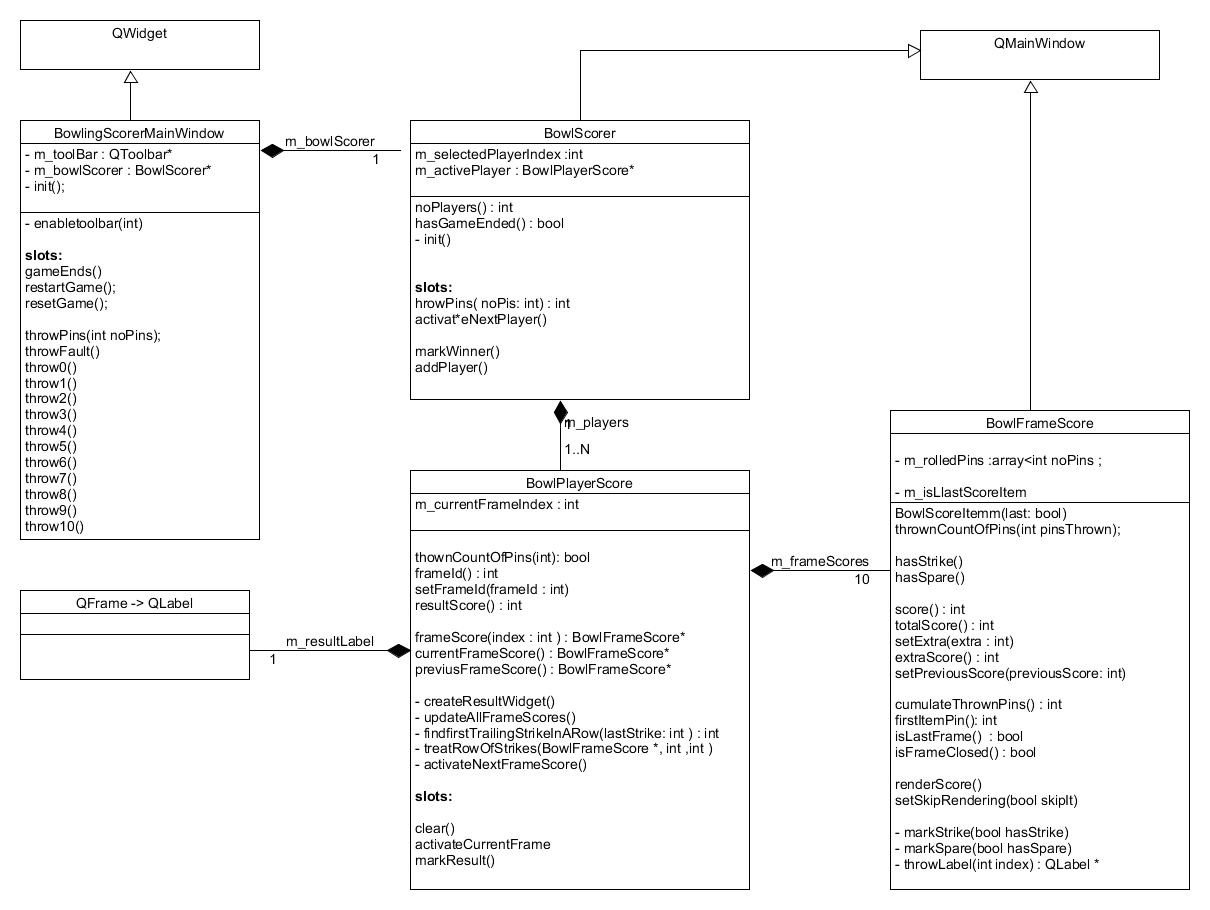 QWidget
QMainWindow
BowlingScorerMainWindow
- m_toolBar : QToolbar*
- m_bowlScorer : BowlScorer*
- init();
- enabletoolbar(int)
slots:
gameEnds()
restartGame();
resetGame();
throwPins(int noPins);
throwFault()
throw0()
throw1()
throw2()
throw3()
throw4()
throw5()
throw6()
throw7()
throw8()
throw9()
throw10()
m_bowlScorer
1
BowlScorer
m_selectedPlayerIndex :int
m_activePlayer : BowlPlayerScore*
noPlayers() : int
hasGameEnded() : bool
- init()
slots:
hrowPins( noPis: int) : int
activat*eNextPlayer()
markWinner()
addPlayer()
m_players
1
1..N
BowlPlayerScore
m_currentFrameIndex : int
thownCountOfPins(int): bool
frameId() : int
setFrameId(frameId : int)
resultScore() : int
frameScore(index : int ) : BowlFrameScore*
currentFrameScore() : BowlFrameScore*
previusFrameScore() : BowlFrameScore*
- createResultWidget()
- updateAllFrameScores()
- findfirstTrailingStrikeInARow(lastStrike: int ) : int
- treatRowOfStrikes(BowlFrameScore *, int ,int )
- activateNextFrameScore()
slots:
clear()
activateCurrentFrame
markResult()
QFrame -> QLabel
m_resultLabel
1
m_frameScores
10
BowlFrameScore
- m_rolledPins :array<int noPins ;
- m_isLlastScoreItem
BowlScoreItemm(last: bool)
thrownCountOfPins(int pinsThrown);
hasStrike()
hasSpare()
score() : int
totalScore() : int
setExtra(extra : int)
extraScore() : int
setPreviousScore(previousScore: int)
cumulateThrownPins() : int
firstItemPin(): int
isLastFrame()  : bool
isFrameClosed() : bool
renderScore()
setSkipRendering(bool skipIt)
- markStrike(bool hasStrike)
- markSpare(bool hasSpare)
- throwLabel(int index) : QLabel *